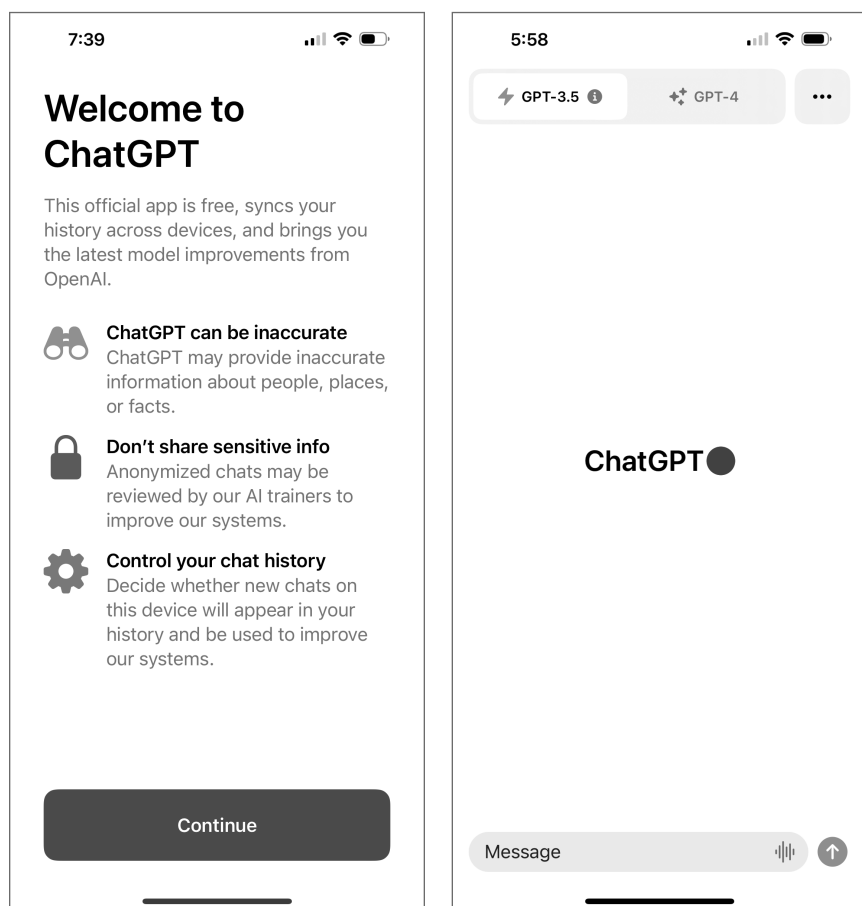 7:39
Welcome to
ChatGPT
This official app is free, syncs your
history across devices, and brings you
the latest model improvements from
OpenAI.
ChatGPT can be inaccurate
ChatGPT may provide inaccurate
information about people, places,
or facts.
Don’t share sensitive info
Anonymized chats may be
reviewed by our AI trainers to
improve our systems.
Control your chat history
Decide whether new chats on
this device will appear in your
history and be used to improve
our systems.
Continue
5:58
GPT-3.5 GPT-4
ChatGPT
Message